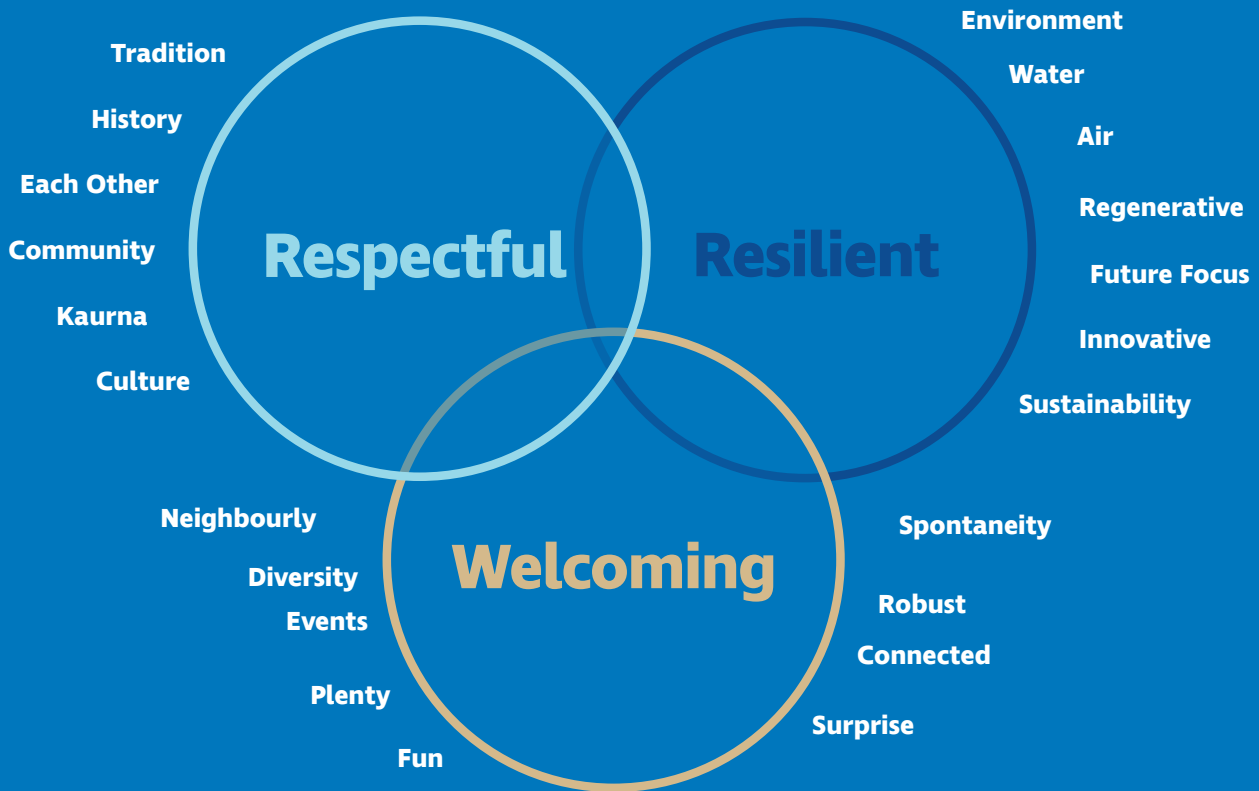 Tradition
History
Each Other
Community
Kaurna
Culture
Respectful
Environment
Water
Air
Regenerative
Future Focus
Innovative
Sustainability
Resilient
Neighbourly
Diversity
Events
Plenty
Fun
Welcoming
Spontaneity
Robust
Connected
Surprise